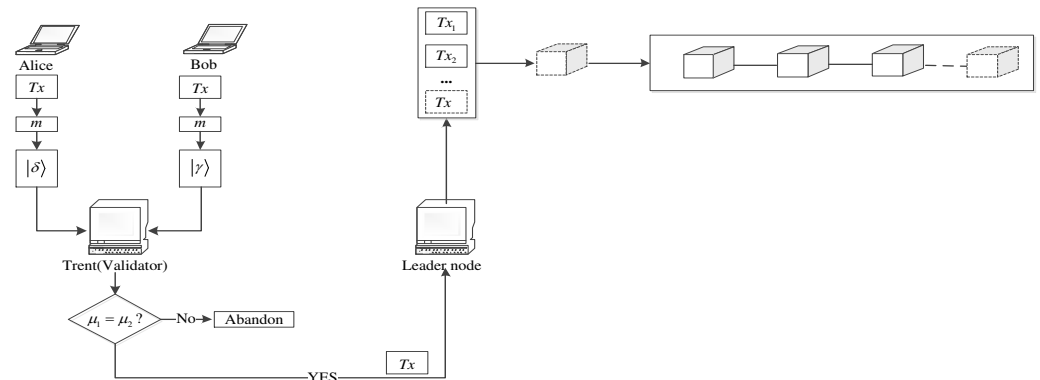 Alice
Tx
m
|δ⟩
Bob
Tx
m
|γ⟩
Trent(Validator)
μ₁ = μ₂ ?
No
Abandon
YES
Tx
Leader node
Tx₁
Tx₂
...
Tx